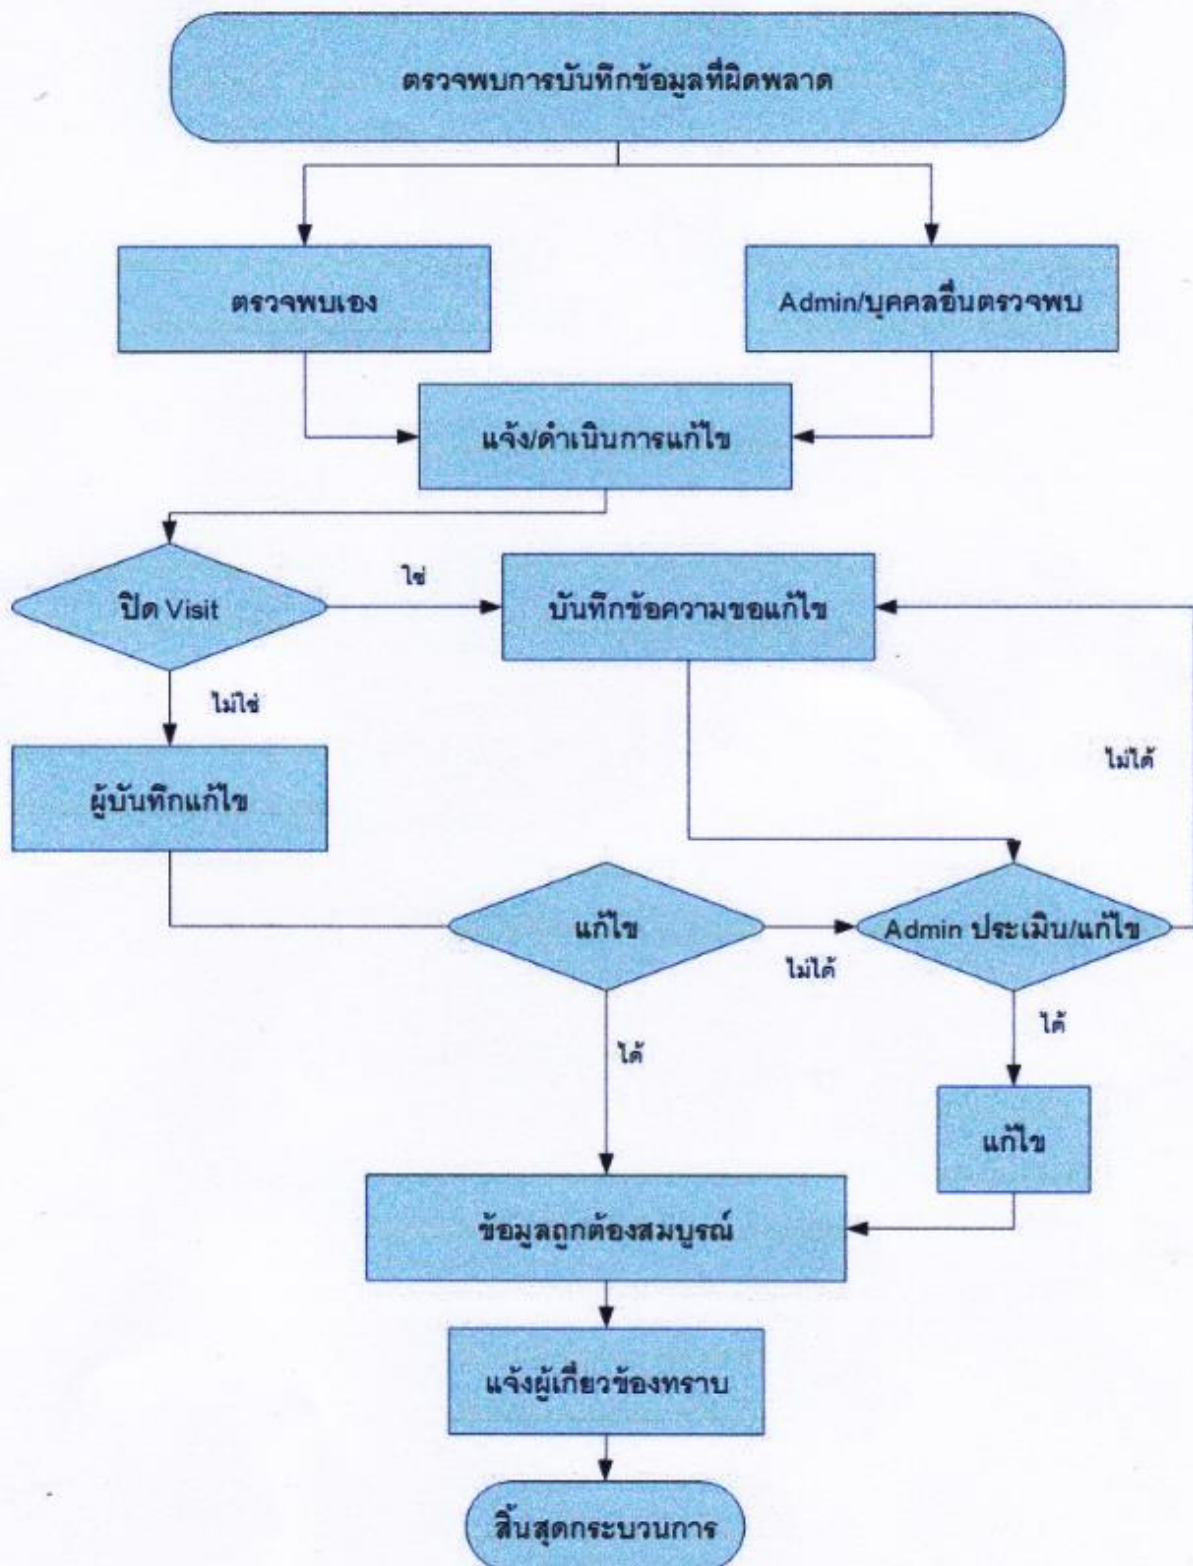 ตรวจพบการบันทึกข้อมูลที่ผิดพลาด
ตรวจพบเอง
Admin/บุคคลอื่นตรวจพบ
แจ้ง/ดำเนินการแก้ไข
ปิด Visit
ใช่
บันทึกข้อความขอแก้ไข
ไม่ใช่
ไม่ได้
ผู้บันทึกแก้ไข
แก้ไข
Admin ประเมิน/แก้ไข
ไม่ได้
ได้
ได้
แก้ไข
ข้อมูลถูกต้องสมบูรณ์
แจ้งผู้เกี่ยวข้องทราบ
สิ้นสุดกระบวนการ